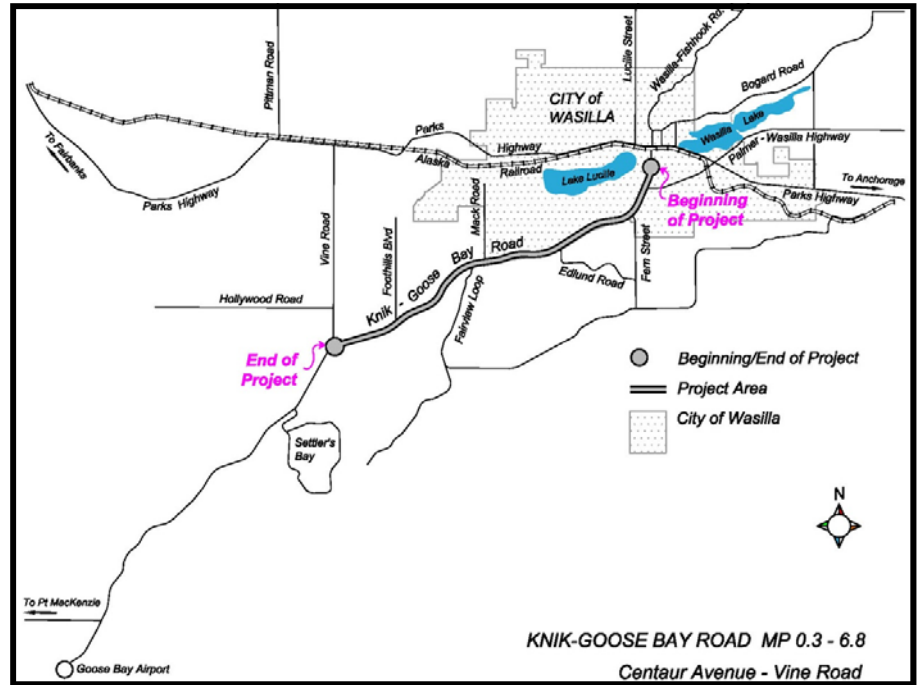 Pittman Road
Lucille Street
Wasilla-Fishhook Rd.
Bogard Road
CITY of
WASILLA
Wasilla
Lake
Parks
Highway
Palmer - Wasilla Highway
To Fairbanks
Alaska
Railroad
Lake Lucille
To Anchorage
Parks Highway
Parks Highway
Beginning
of Project
Mack Road
Vine Road
Foothills Blvd
Knik - Goose Bay Road
Fern Street
Edlund Road
Hollywood Road
Fairview Loop
End of
Project
Beginning/End of Project
Project Area
City of Wasilla
Settler's
Bay
N
To Pt MacKenzie
Goose Bay Airport
KNIK-GOOSE BAY ROAD MP 0.3 - 6.8
Centaur Avenue - Vine Road